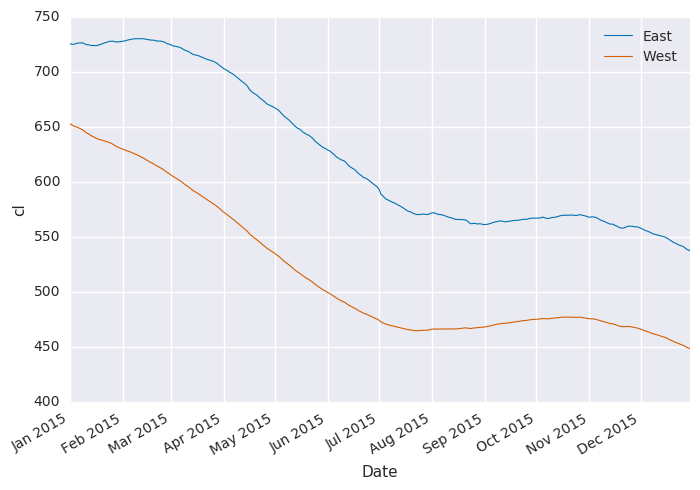 750
700
650
600
550
500
450
400
cl
East
West
Jan 2015
Feb 2015
Mar 2015
Apr 2015
May 2015
Jun 2015
Jul 2015
Aug 2015
Sep 2015
Oct 2015
Nov 2015
Dec 2015
Date